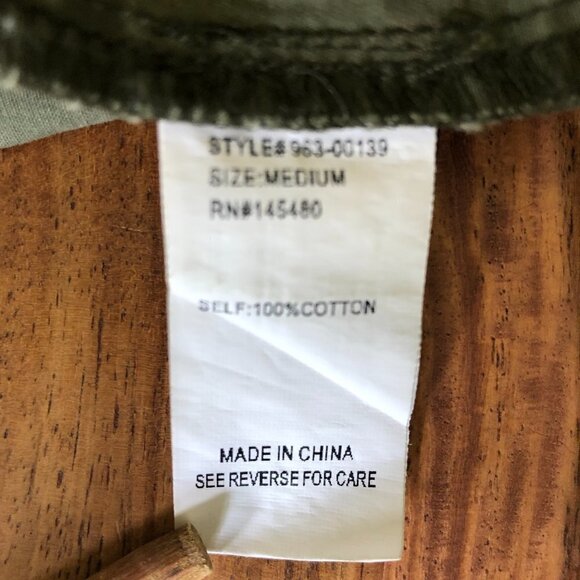 STYLE# 963-00139
SIZE:MEDIUM
RN#145480
SELF:100%COTTON
MADE IN CHINA
SEE REVERSE FOR CARE